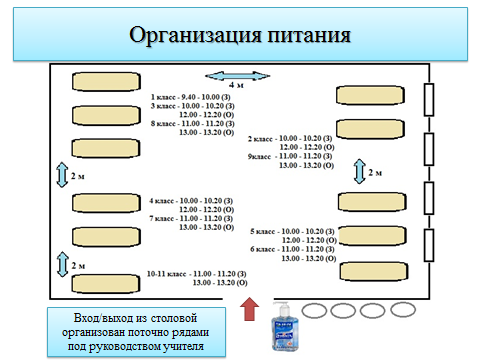 Организация питания
4 м
1 класс - 9.40 - 10.00 (З)
3 класс - 10.00 - 10.20 (З)
12.00 - 12.20 (О)
8 класс - 11.00 - 11.20 (З)
13.00 - 13.20 (О)
2 класс - 10.00 - 10.20 (З)
12.00 - 12.20 (О)
9класс - 11.00 - 11.20 (З)
13.00 - 13.20 (О)
2 м
2 м
4 класс - 10.00 - 10.20 (З)
12.00 - 12.20 (О)
7 класс - 11.00 - 11.20 (З)
13.00 - 13.20 (О)
5 класс - 10.00 - 10.20 (З)
12.00 - 12.20 (О)
6 класс - 11.00 - 11.20 (З)
13.00 - 13.20 (О)
2 м
10-11 класс - 11.00 - 11.20 (З)
13.00 - 13.20 (О)
Вход/выход из столовой
организован поточно рядами
под руководством учителя